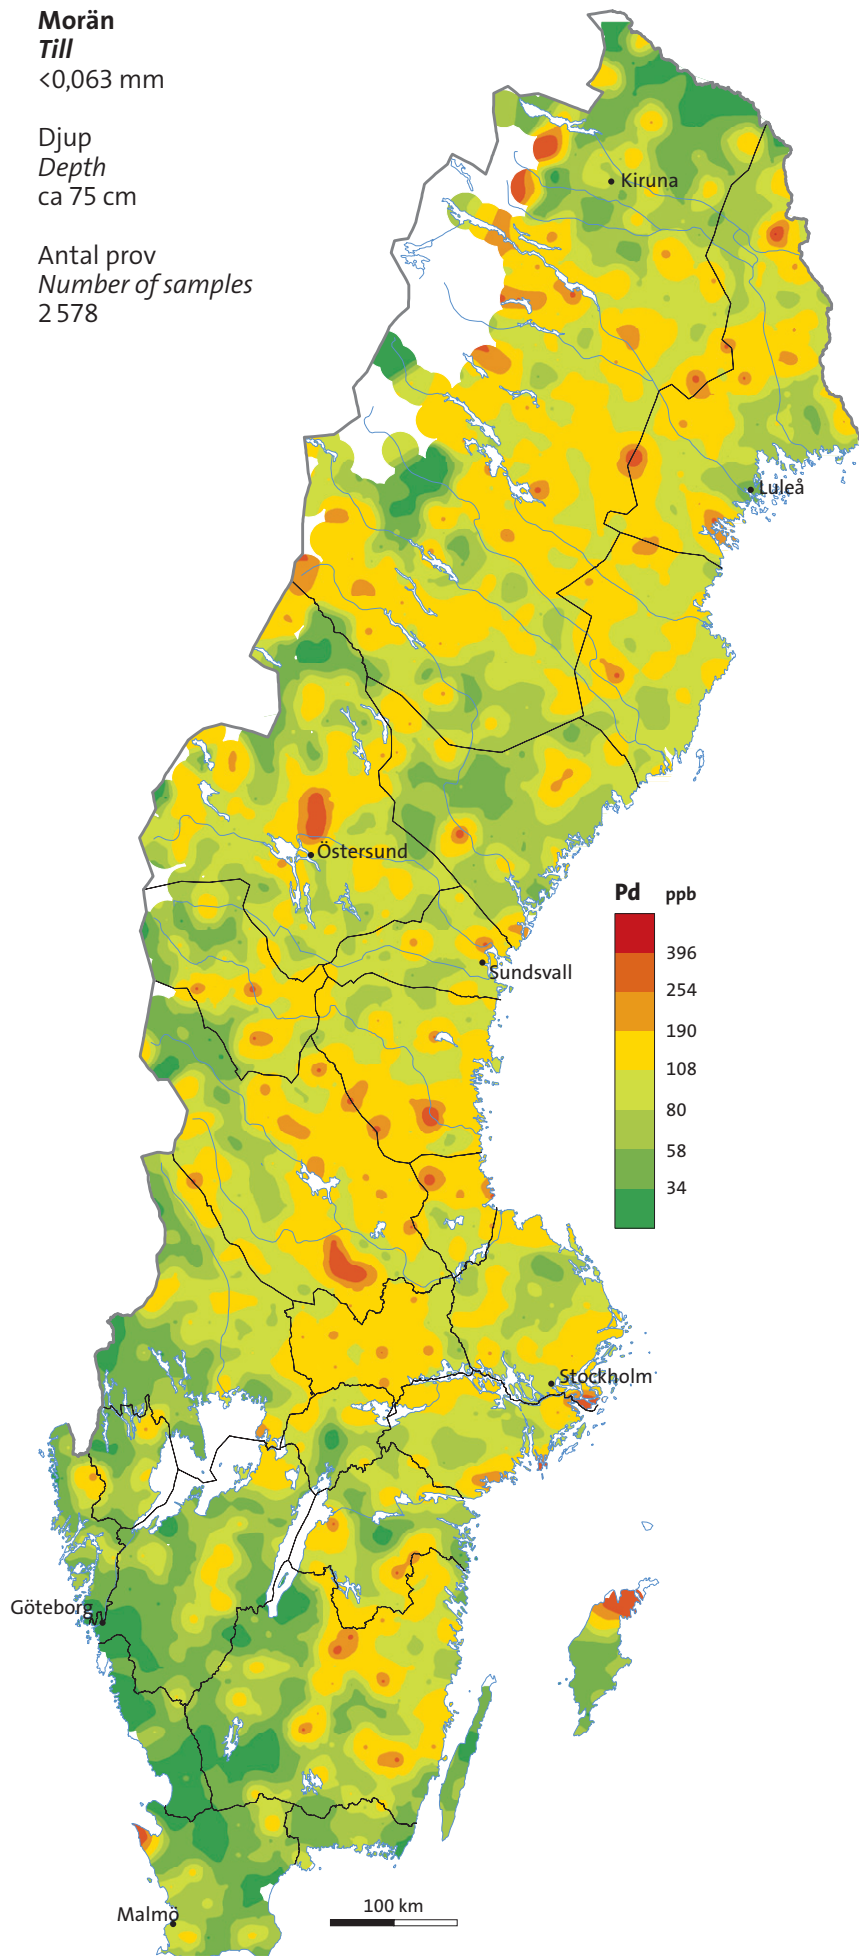 Morän
Till
<0,063 mm
Djup
Depth
ca 75 cm
Antal prov
Number of samples
2 578
Kiruna
Luleå
Östersund
Sundsvall
Pd ppb
396
254
190
108
80
58
34
Stockholm
Göteborg
Malmö
100 km